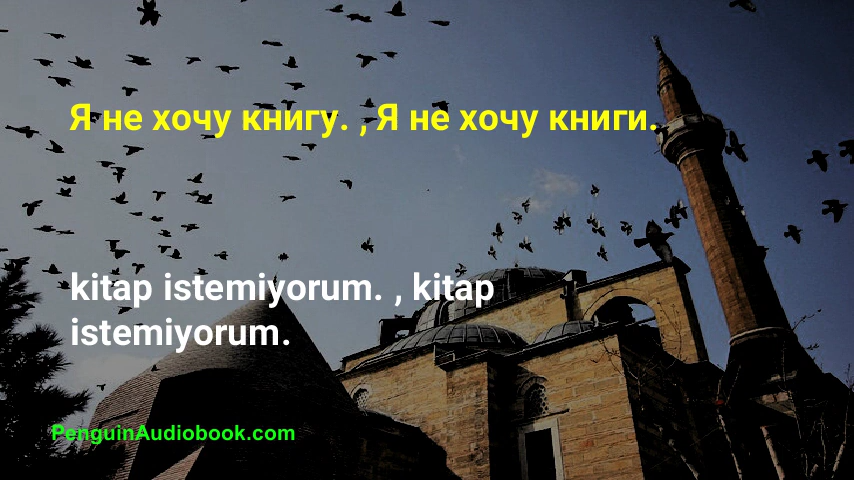 Я не хочу книгу. , Я не хочу книги.
kitap istemiyorum. , kitap
istemiyorum.
PenguinAudiobook.com